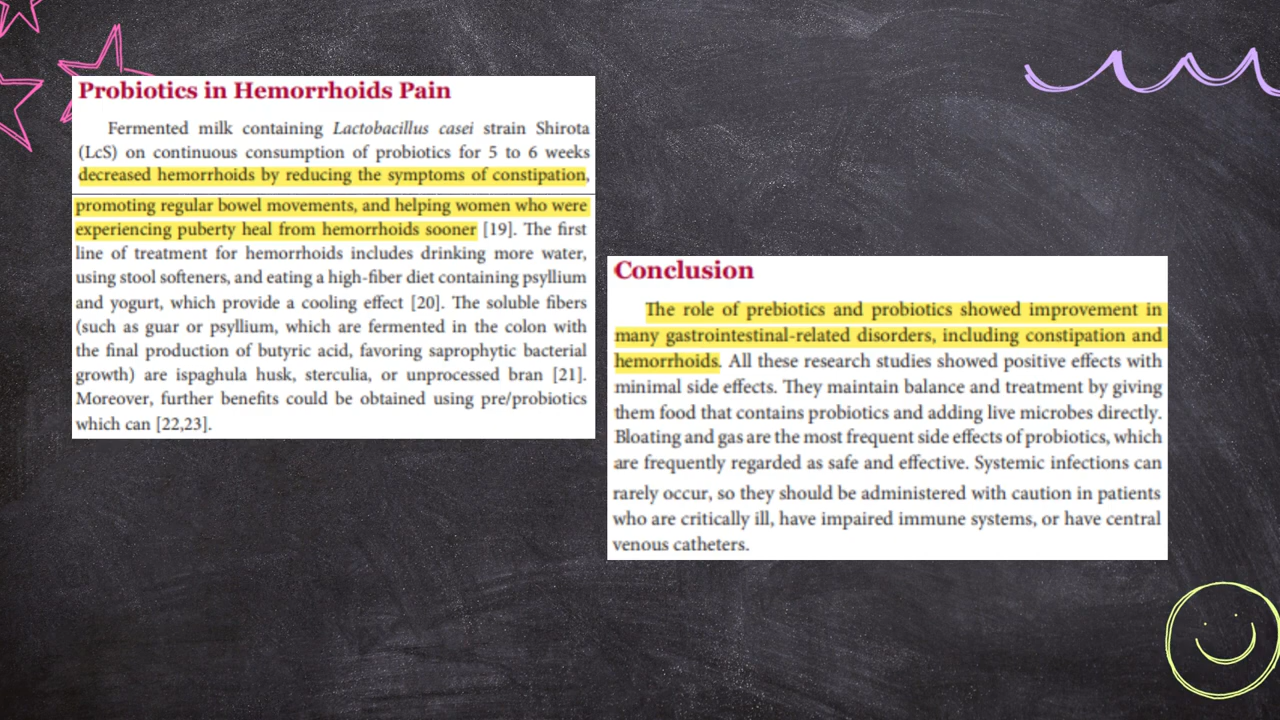 Probiotics in Hemorrhoids Pain
Fermented milk containing Lactobacillus casei strain Shirota
(LcS) on continuous consumption of probiotics for 5 to 6 weeks
decreased hemorrhoids by reducing the symptoms of constipation,
promoting regular bowel movements, and helping women who were
experiencing puberty heal from hemorrhoids sooner [19]. The first
line of treatment for hemorrhoids includes drinking more water,
using stool softeners, and eating a high-fiber diet containing psyllium
and yogurt, which provide a cooling effect [20]. The soluble fibers
(such as guar or psyllium, which are fermented in the colon with
the final production of butyric acid, favoring saprophytic bacterial
growth) are ispaghula husk, sterculia, or unprocessed bran [21].
Moreover, further benefits could be obtained using pre/probiotics
which can [22,23].
Conclusion
The role of prebiotics and probiotics showed improvement in
many gastrointestinal-related disorders, including constipation and
hemorrhoids. All these research studies showed positive effects with
minimal side effects. They maintain balance and treatment by giving
them food that contains probiotics and adding live microbes directly.
Bloating and gas are the most frequent side effects of probiotics, which
are frequently regarded as safe and effective. Systemic infections can
rarely occur, so they should be administered with caution in patients
who are critically ill, have impaired immune systems, or have central
venous catheters.